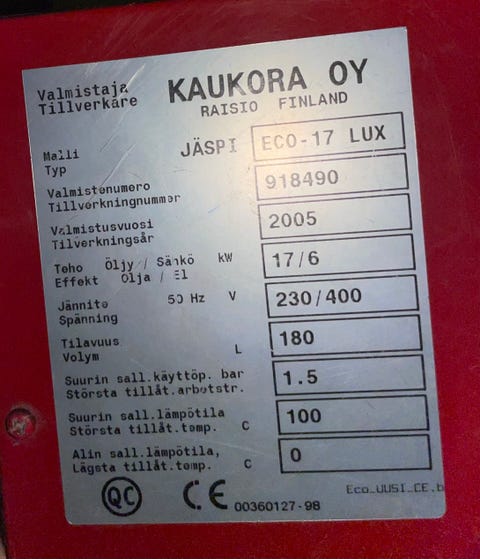 Valmistaja KAUKORA OY
Tillverkare RAISIO FINLAND
Malli JÄSPI ECO-17 LUX
Typ
Valmistenumero 918490
Tillverkningnummer
Valmistusvuosi 2005
Tillverkningsår
Teho Öljy / Sähkö kW 17/6
Effekt Olja / El
Jännite 50 Hz V 230/400
Spänning
Tilavuus L 180
Volym
Suurin sall.käyttöp. bar 1.5
Största tillåt.arbetstr.
Suurin sall.lämpötila 100
Största tillåt.temp. C
Alin sall.lämpötila, 0
Lägsta tillåt.temp. C
QC CE 00360127-98
Eco_UUSI_CE.b